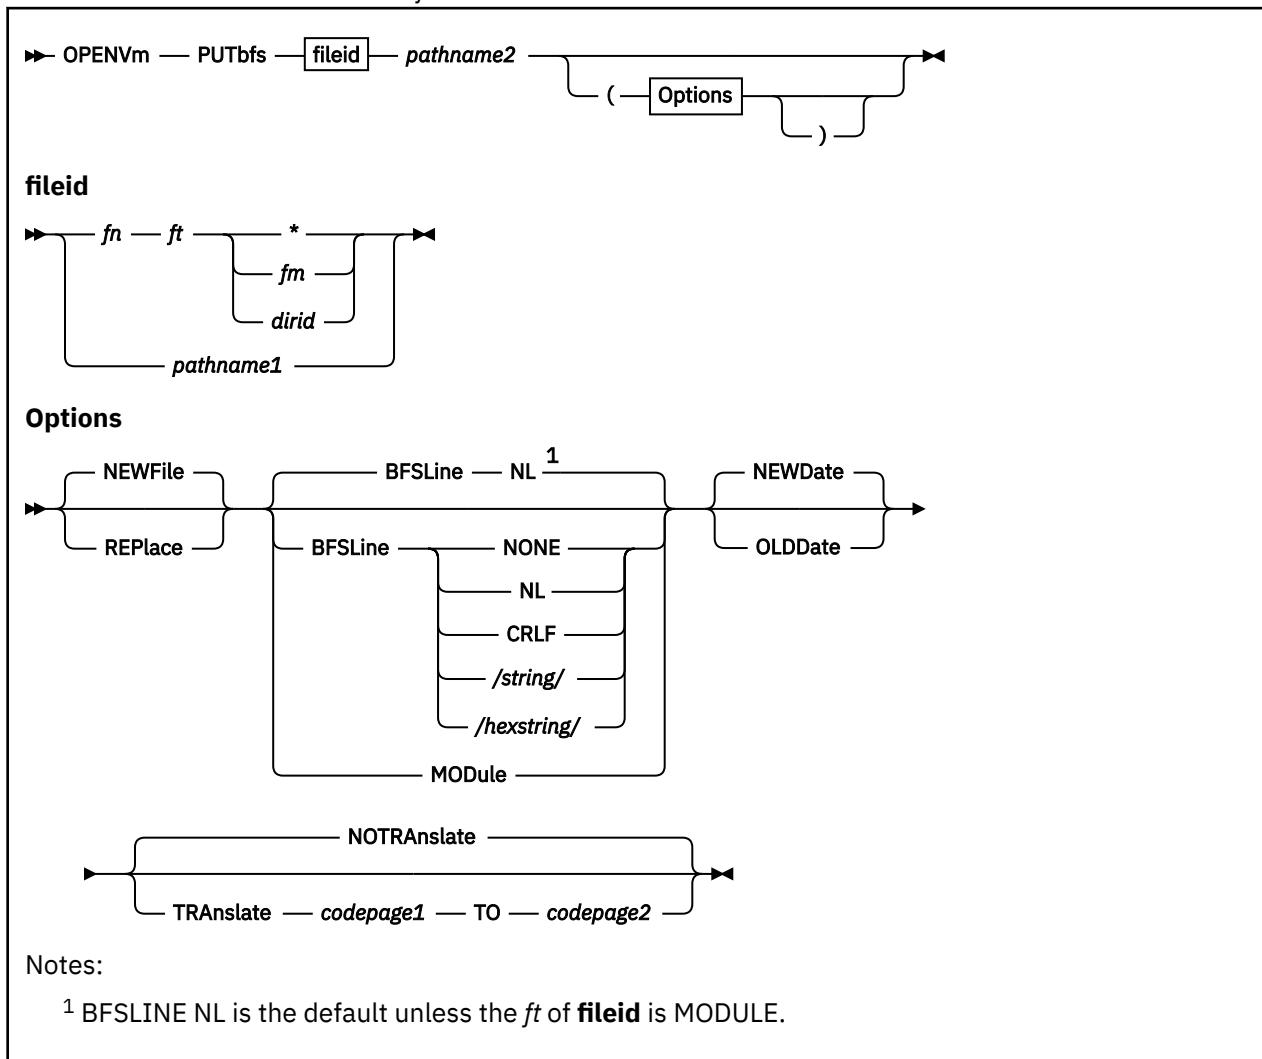 OPENVm PUTbfs fileid pathname2
( Options
)
fileid
fn ft *
fm
dirid
pathname1
Options
NEWFile BFSLine NL 1 NEWDate
REPlace BFSLine NONE OLDDate
NL
CRLF
/string/
/hexstring/
MODule
NOTRAnslate
TRAnslate codepage1 TO codepage2
Notes:
1 BFSLINE NL is the default unless the ft of fileid is MODULE.